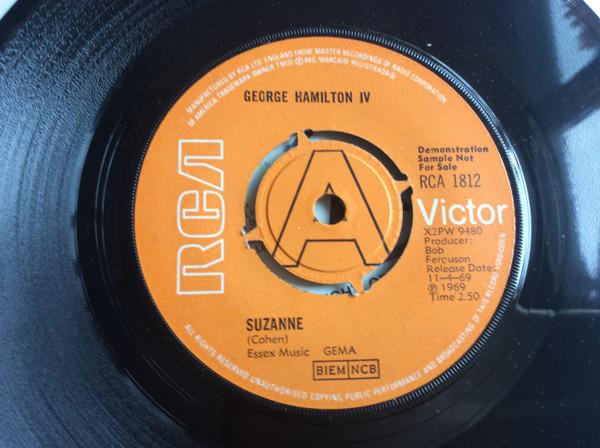 MANUFACTURED BY RCA LTD. ENGLAND FROM MASTER RECORDINGS OF RADIO CORPORATION
OF AMERICA. TRADEMARK OWNER REG. MARCA(S) REGISTRADA(S)
GEORGE HAMILTON IV
RCA
A
Demonstration
Sample Not
For Sale
RCA 1812
Victor
X2PW 9480
Producer:
Bob
Ferguson
Release Date:
11-4-69
℗ 1969
Time 2.50
SUZANNE
(Cohen)
Essex Music GEMA
BIEM NCB
ALL RIGHTS RESERVED UNAUTHORISED COPYING, PUBLIC PERFORMANCE AND BROADCASTING OF THIS RECORD FORBIDDEN